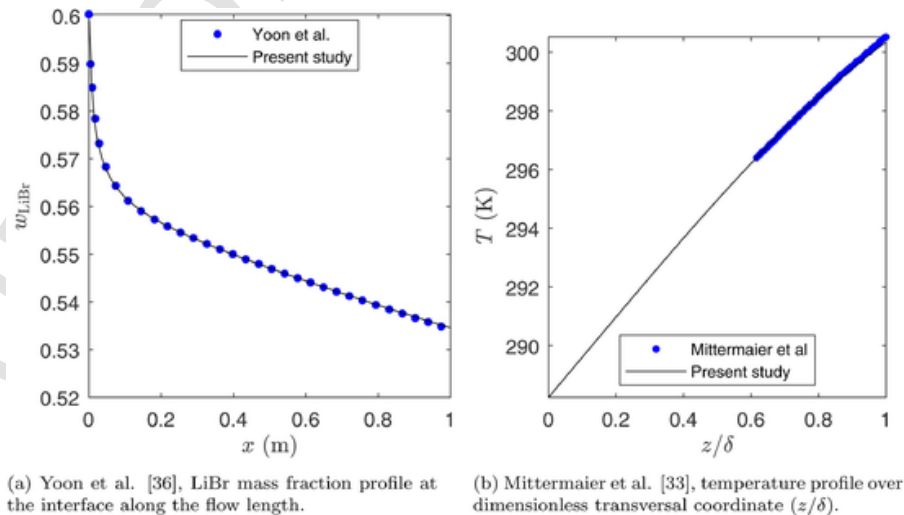 0.6
0.59
0.58
0.57
0.56
0.55
0.54
0.53
0.52
w_LiBr
0 0.2 0.4 0.6 0.8 1
x (m)
Yoon et al.
Present study
(a) Yoon et al. [36], LiBr mass fraction profile at
the interface along the flow length.
300
298
296
294
292
290
T (K)
0 0.2 0.4 0.6 0.8 1
z/δ
Mittermaier et al
Present study
(b) Mittermaier et al. [33], temperature profile over
dimensionless transversal coordinate (z/δ).